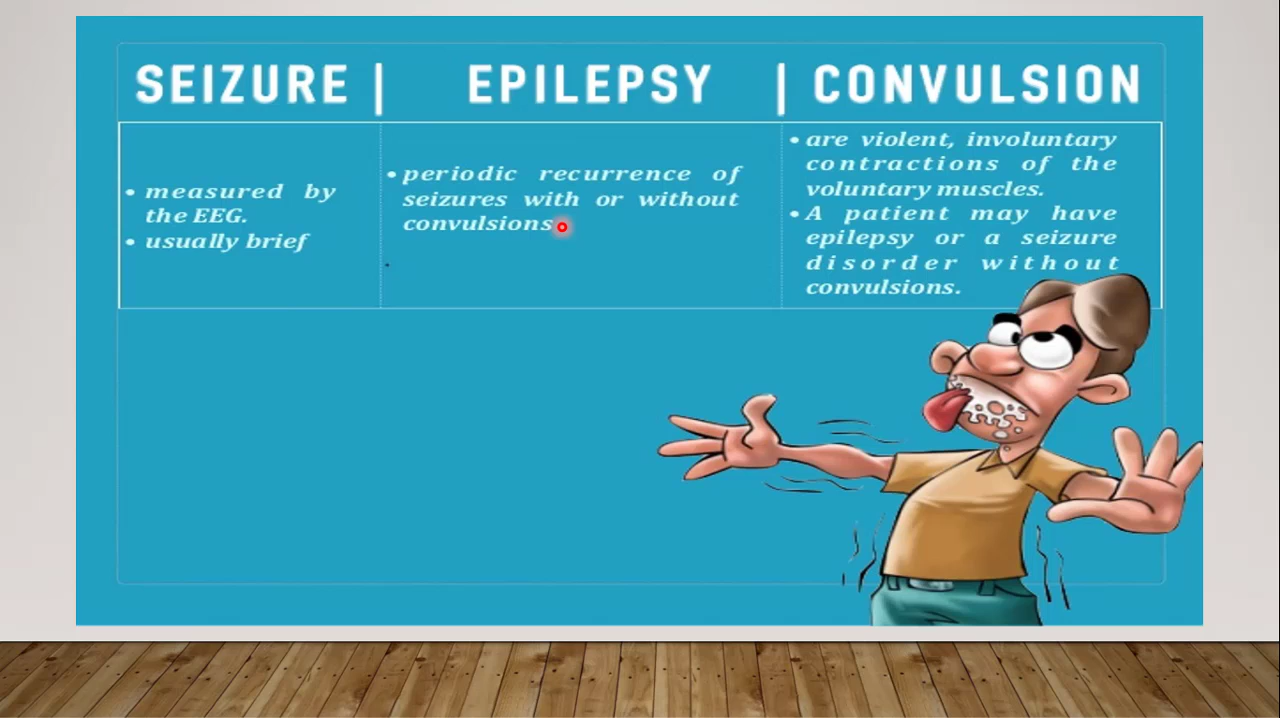 SEIZURE | EPILEPSY | CONVULSION
• measured by
the EEG.
• usually brief
• periodic recurrence of
seizures with or without
convulsions
.
• are violent, involuntary
contractions of the
voluntary muscles.
• A patient may have
epilepsy or a seizure
disorder without
convulsions.